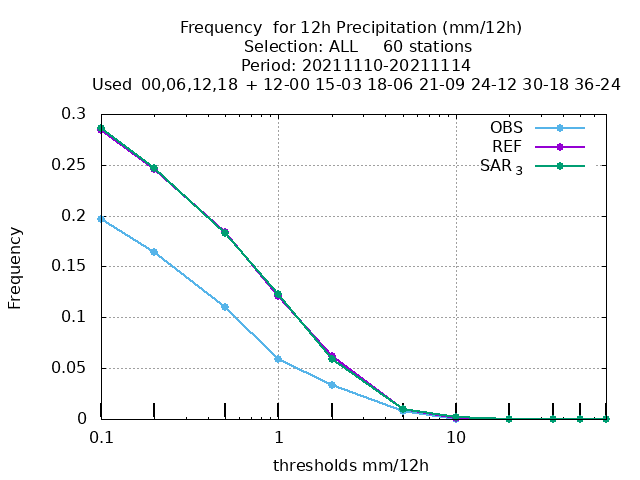 Frequency  for 12h Precipitation (mm/12h)
Selection: ALL     60 stations
Period: 20211110-20211114
Used  00,06,12,18  + 12-00 15-03 18-06 21-09 24-12 30-18 36-24
OBS
REF
SAR 3
0.3
0.25
0.2
0.15
0.1
0.05
0
Frequency
0.1
1
10
thresholds mm/12h